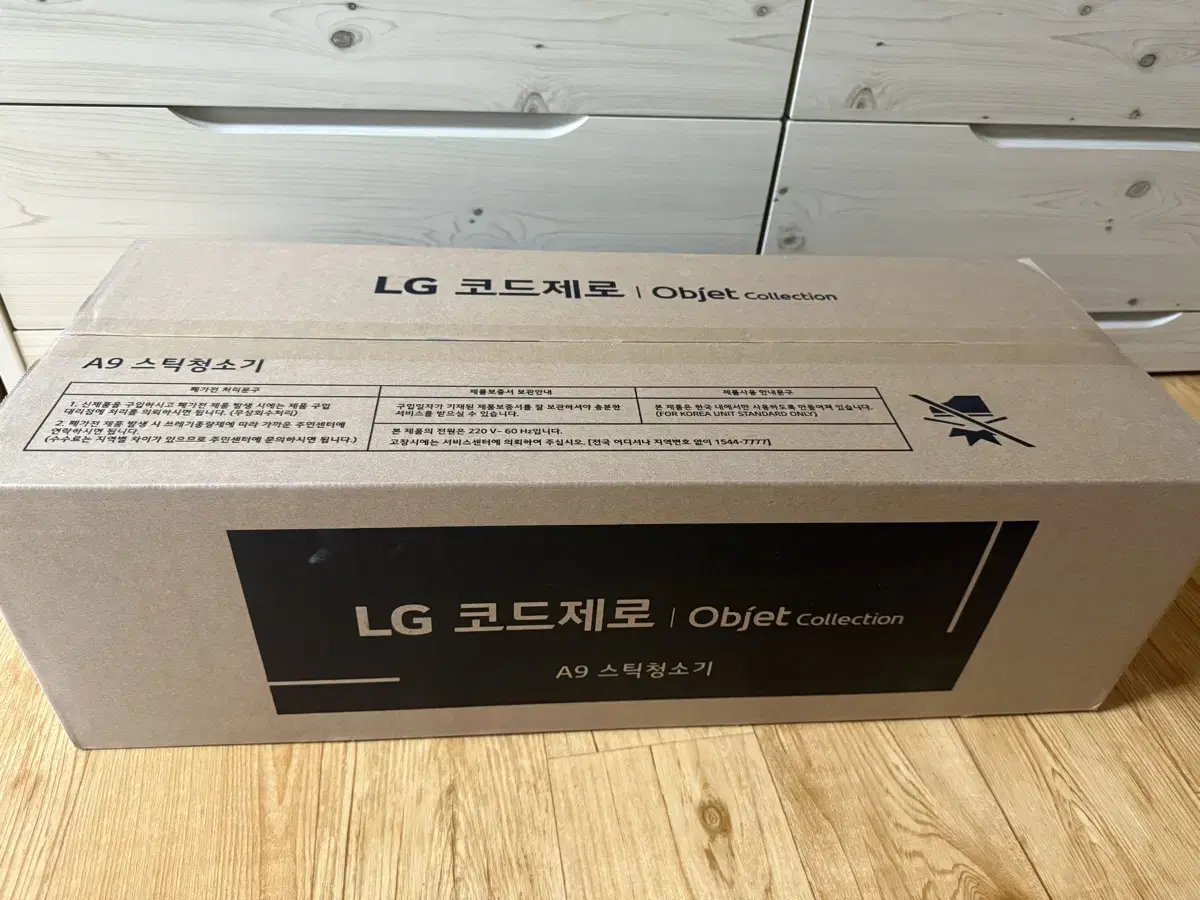 LG 코드제로 | Objet Collection
A9 스틱청소기
폐가전 처리문구
1. 신제품을 구입하시고 폐가전 제품 발생 시에는 제품 구입
대리점에 처리를 의뢰하시면 됩니다. (무상회수처리)
2. 폐가전 제품 발생 시 쓰레기종량제에 따라 가까운 주민센터에
연락하시면 됩니다.
(수수료는 지역별 차이가 있으므로 주민센터에 문의하시면 됩니다.)
제품보증서 보관안내
구입일자가 기재된 제품보증서를 잘 보관하셔야 충분한
서비스를 받으실 수 있습니다.
제품사용 안내문구
본 제품은 한국 내에서만 사용하도록 만들어져 있습니다.
(FOR KOREA UNIT STANDARD ONLY)
본 제품의 전원은 220 V~ 60 Hz입니다.
고장시에는 서비스센터에 의뢰하여 주십시오. [전국 어디서나 지역번호 없이 1544-7777]
LG 코드제로 | Objet Collection
A9 스틱청소기